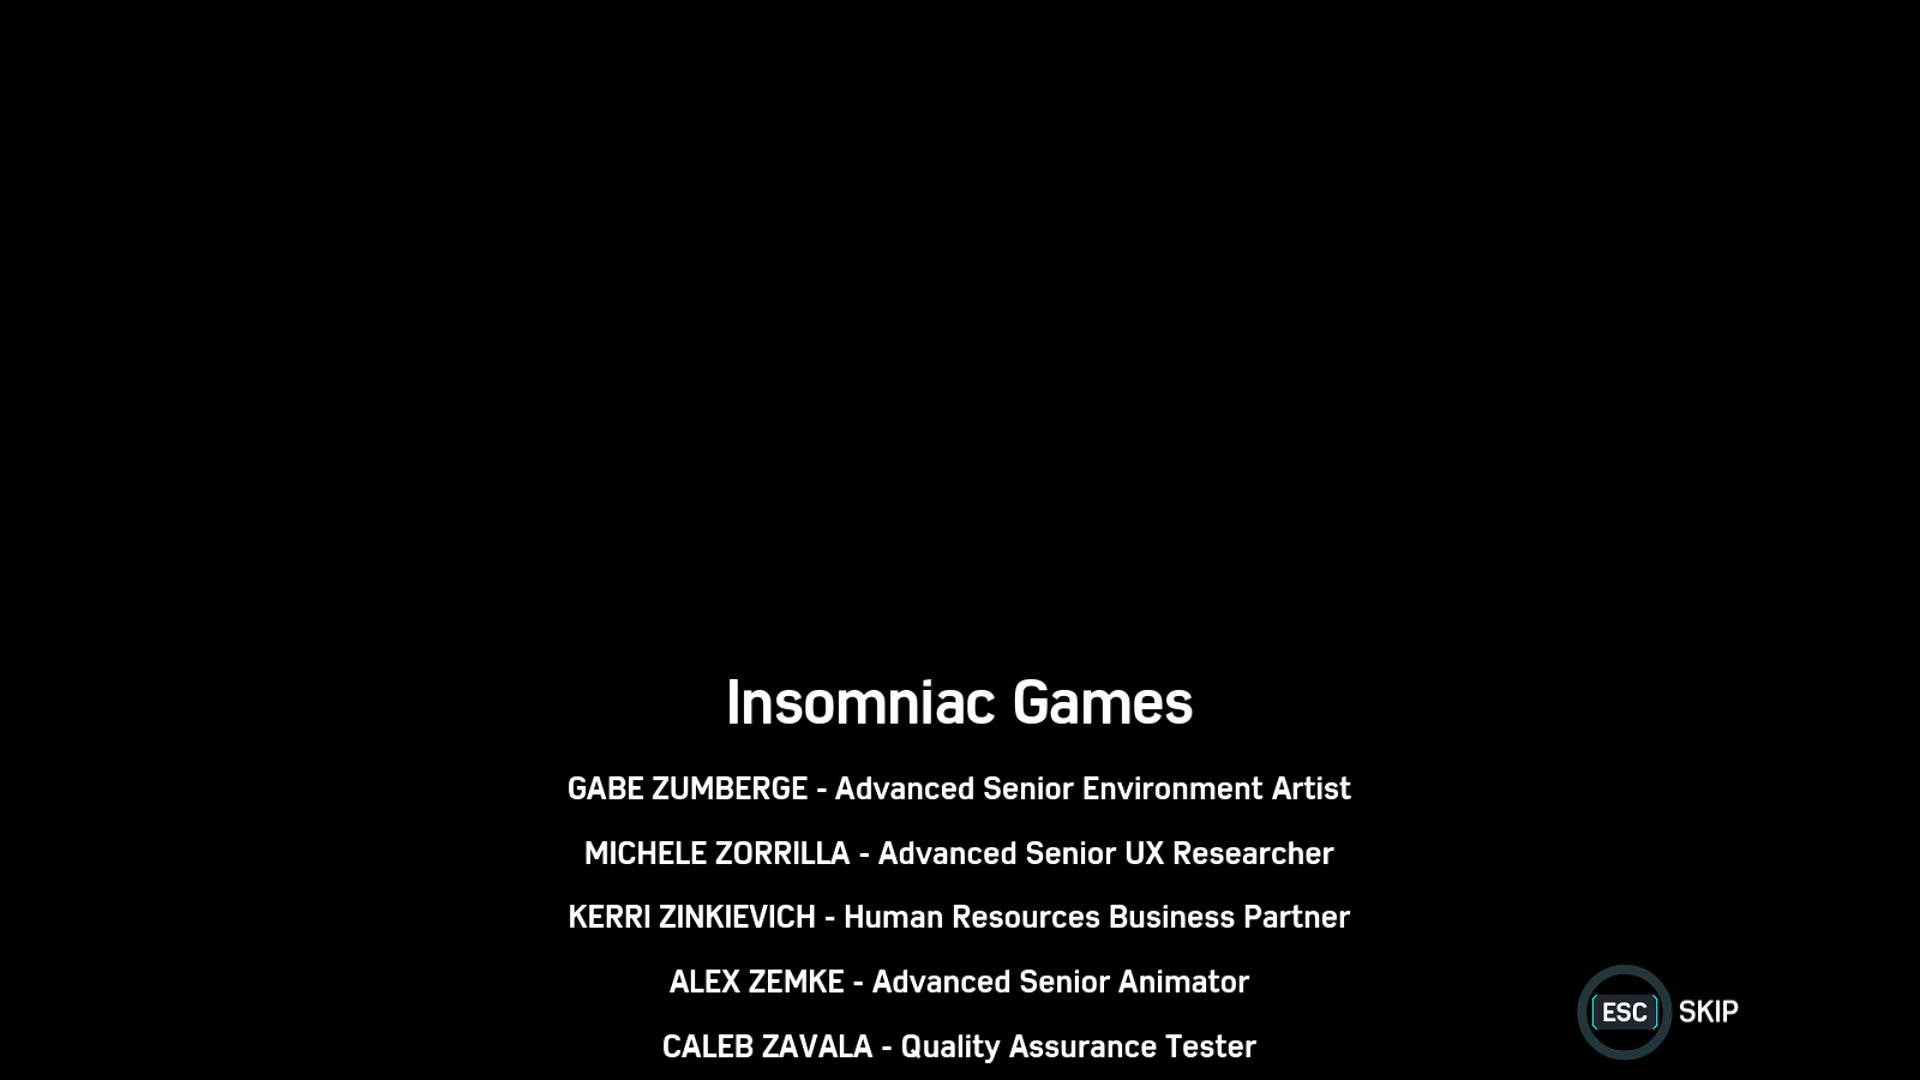 Insomniac Games
GABE ZUMBERGE - Advanced Senior Environment Artist
MICHELE ZORRILLA - Advanced Senior UX Researcher
KERRI ZINKIEVICH - Human Resources Business Partner
ALEX ZEMKE - Advanced Senior Animator
ESC SKIP
CALEB ZAVALA - Quality Assurance Tester